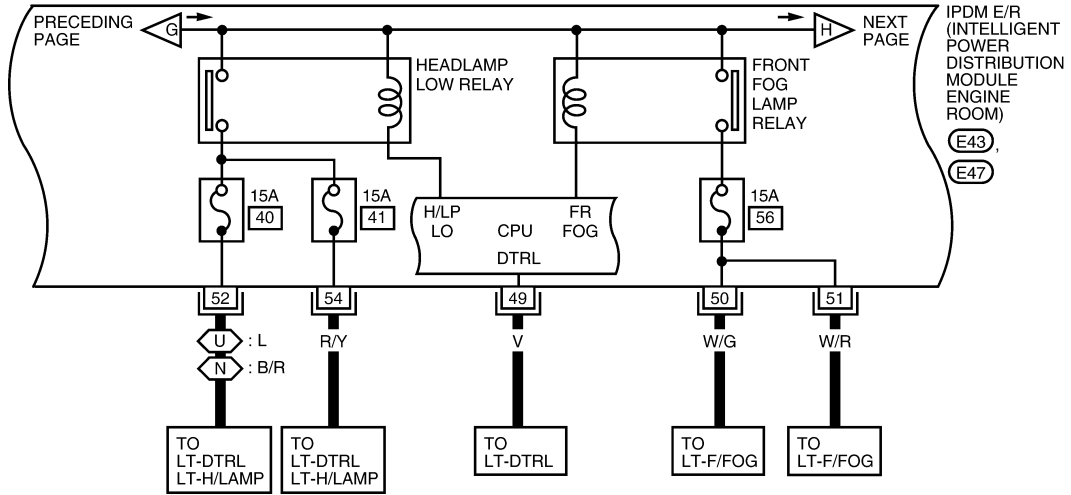 PRECEDING
PAGE
G
H
NEXT
PAGE
IPDM E/R
(INTELLIGENT
POWER
DISTRIBUTION
MODULE
ENGINE
ROOM)
E43,
E47
HEADLAMP
LOW RELAY
FRONT
FOG
LAMP
RELAY
15A
40
15A
41
H/LP
LO
CPU
FR
FOG
DTRL
15A
56
52
54
49
50
51
U : L
N : B/R
R/Y
V
W/G
W/R
TO
LT-DTRL
LT-H/LAMP
TO
LT-DTRL
LT-H/LAMP
TO
LT-DTRL
TO
LT-F/FOG
TO
LT-F/FOG